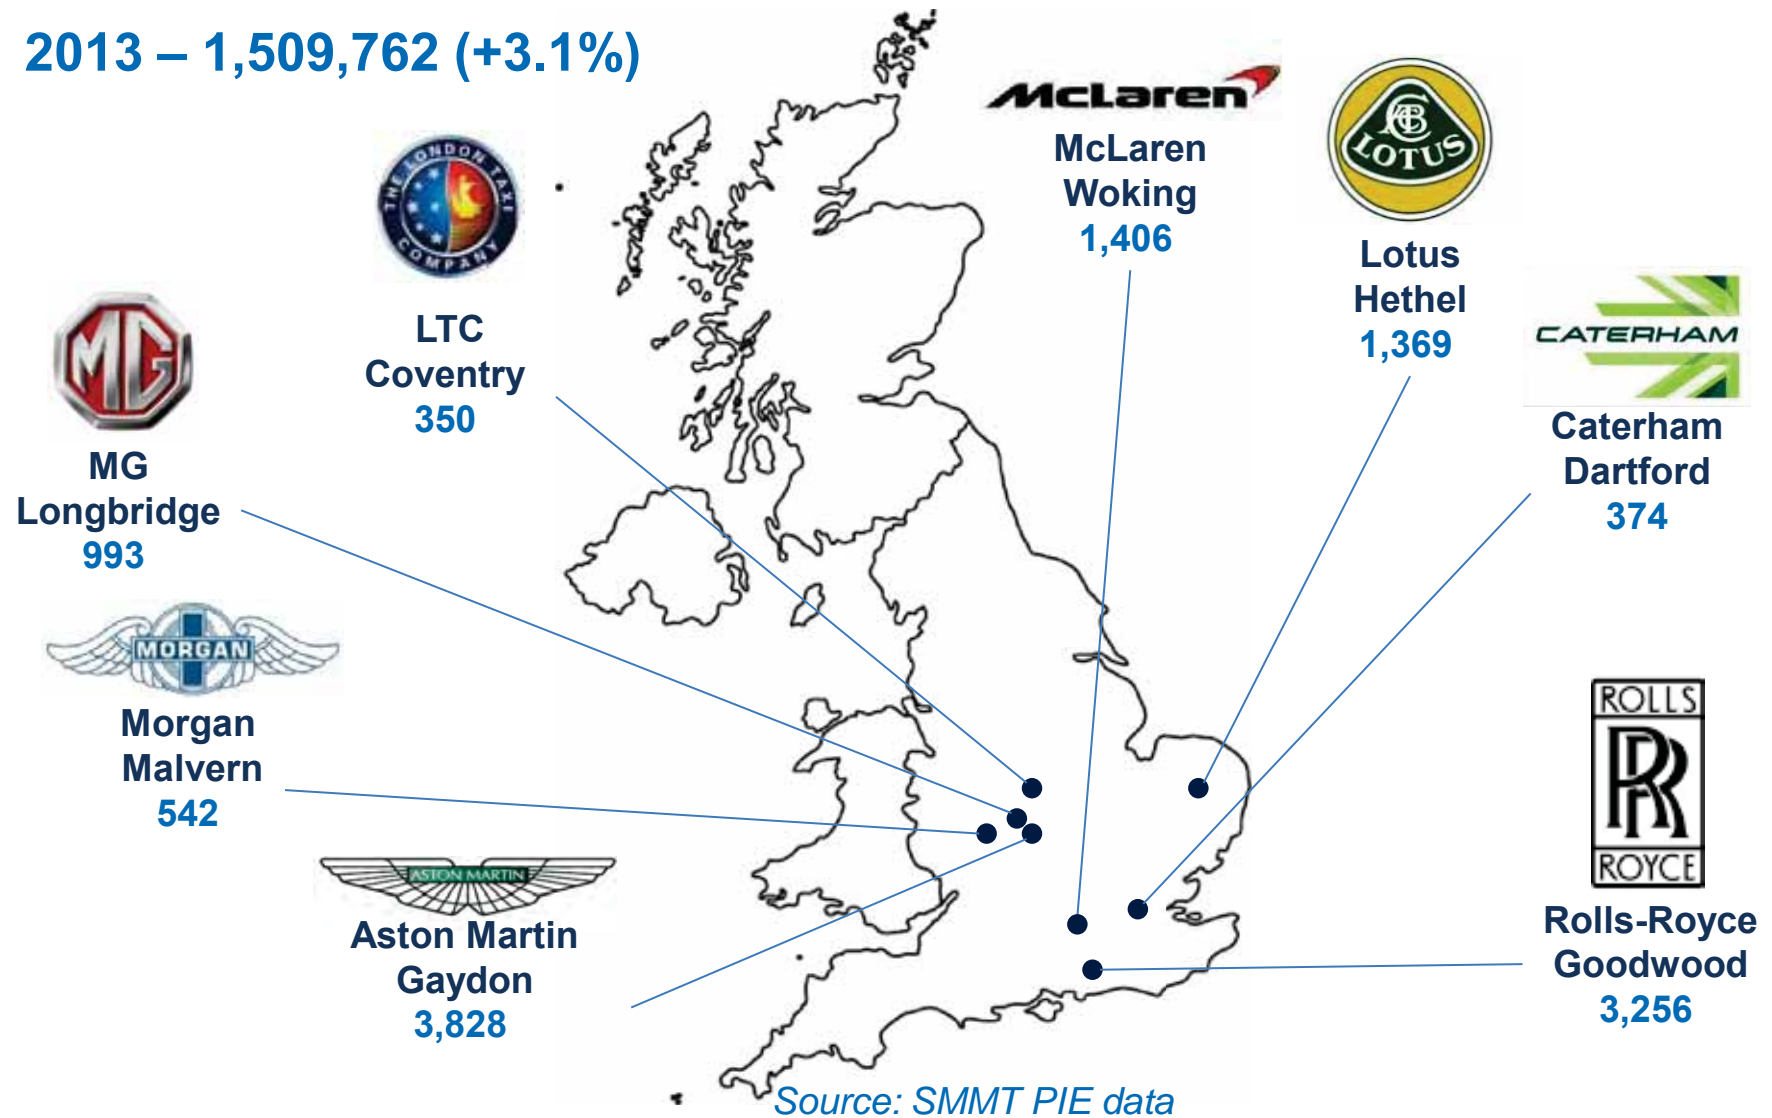 2013 – 1,509,762 (+3.1%)
McLaren
McLaren
Woking
1,406
LOTUS
Lotus
Hethel
1,369
THE LONDON TAXI
COMPANY
LTC
Coventry
350
CATERHAM
Caterham
Dartford
374
MG
MG
Longbridge
993
MORGAN
Morgan
Malvern
542
ROLLS
RR
ROYCE
Rolls-Royce
Goodwood
3,256
ASTON MARTIN
Aston Martin
Gaydon
3,828
Source: SMMT PIE data